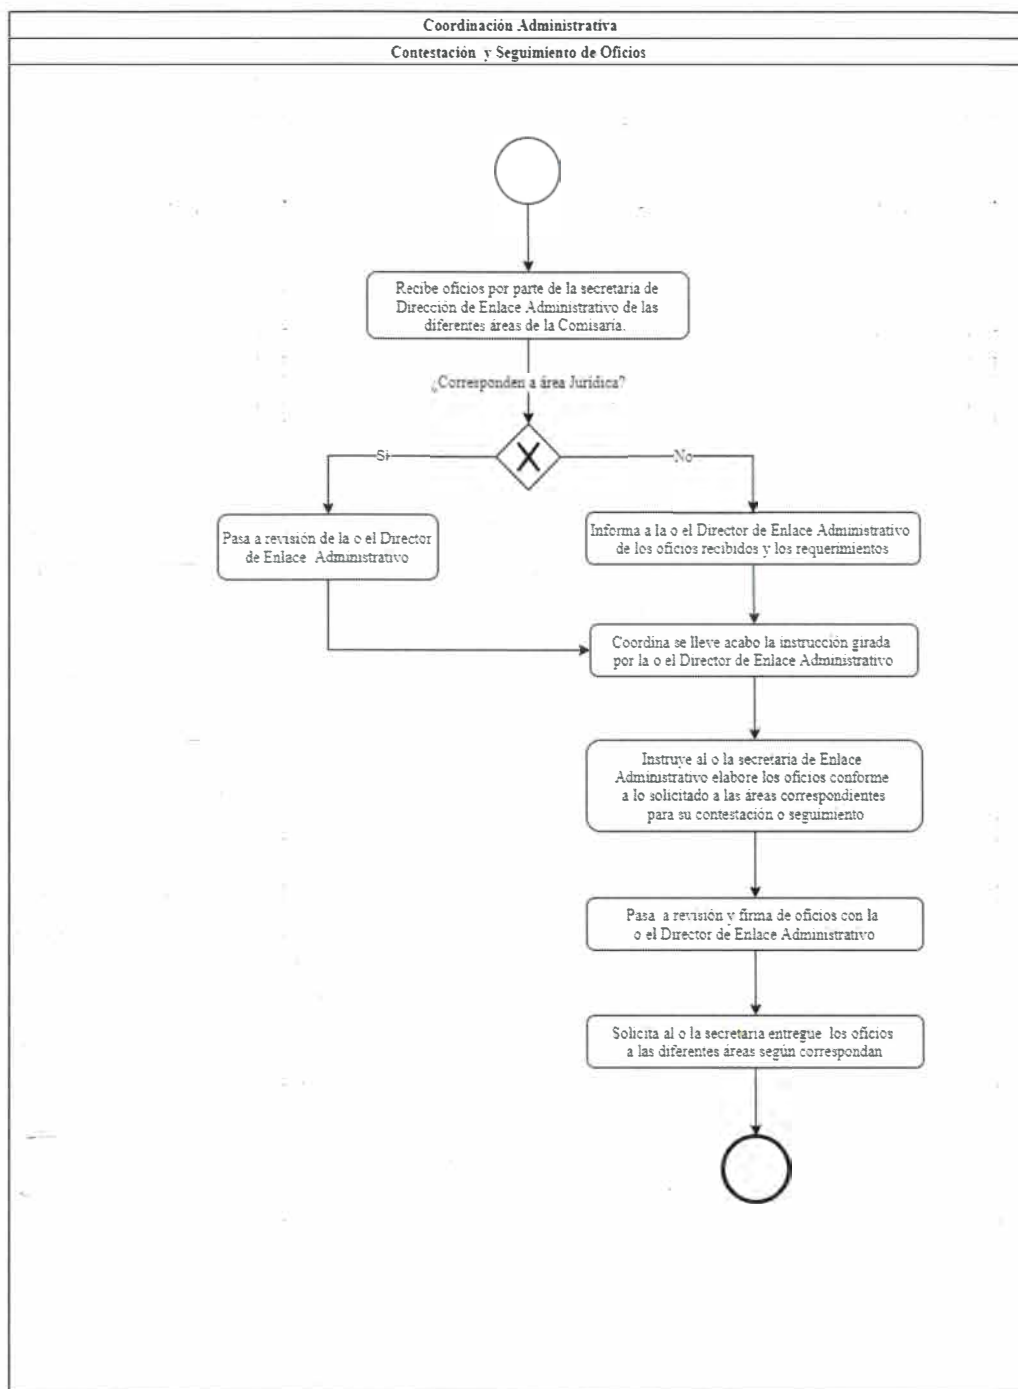 Coordinación Administrativa
Contestación y Seguimiento de Oficios
Recibe oficios por parte de la secretaria de
Dirección de Enlace Administrativo de las
diferentes áreas de la Comisaría.
¿Corresponden a área Jurídica?
Si
No
Pasa a revisión de la o el Director
de Enlace Administrativo
Informa a la o el Director de Enlace Administrativo
de los oficios recibidos y los requerimientos
Coordina se lleve acabo la instrucción girada
por la o el Director de Enlace Administrativo
Instruye al o la secretaria de Enlace
Administrativo elabore los oficios conforme
a lo solicitado a las áreas correspondientes
para su contestación o seguimiento
Pasa a revisión y firma de oficios con la
o el Director de Enlace Administrativo
Solicita al o la secretaria entregue los oficios
a las diferentes áreas según correspondan